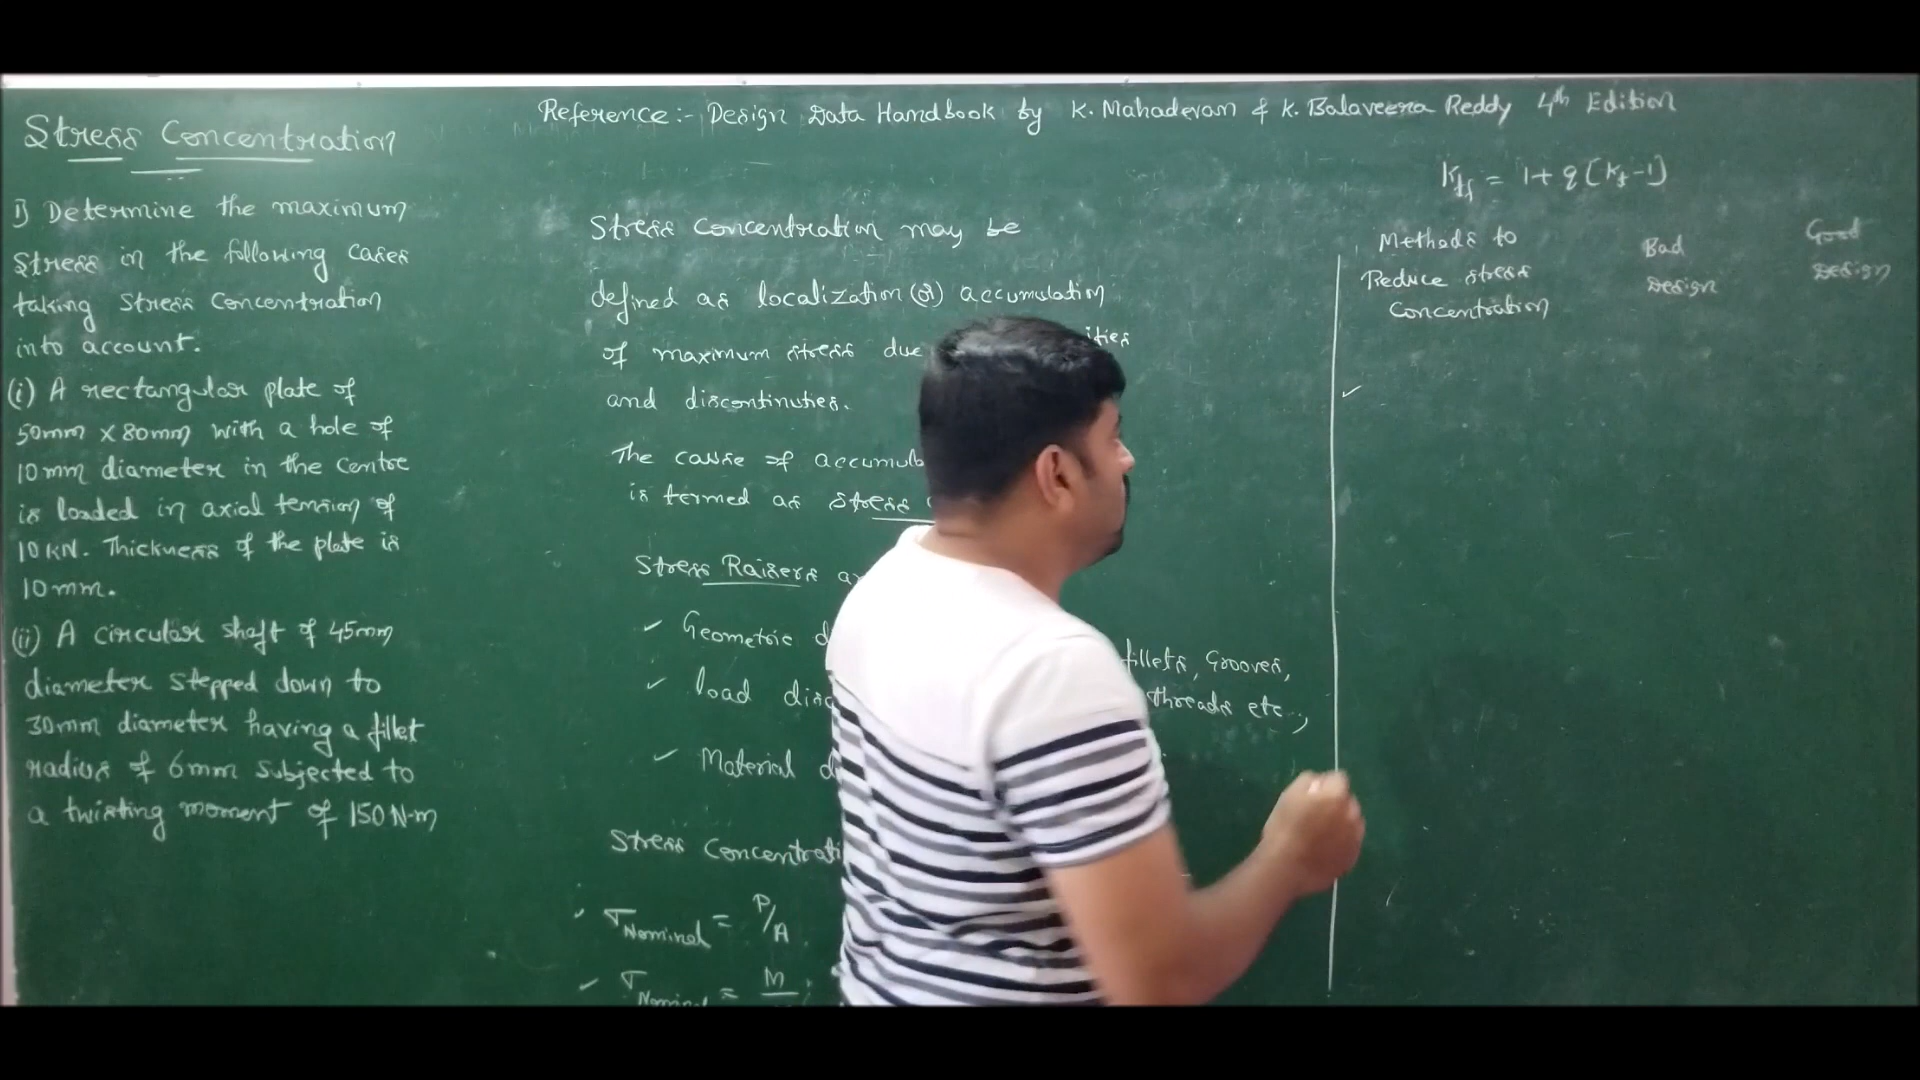 Reference:- Design Data Handbook by K. Mahadevan & K. Balaveera Reddy 4th Edition
Stress Concentration
1) Determine the maximum
stress in the following cases
taking stress concentration
into account.
(i) A rectangular plate of
50mm x 80mm with a hole of
10mm diameter in the centre
is loaded in axial tension of
10 KN. Thickness of the plate is
10mm.
(ii) A circular shaft of 45mm
diameter stepped down to
30mm diameter having a fillet
radius of 6mm subjected to
a twisting moment of 150 N-m
Stress Concentration may be
defined as localization (or) accumulation
of maximum stress due
and discontinuties.
The cause of
is termed as stress
Stress Raisers
✓ Geometric
fillets, Grooves,
✓ load
threads etc.,
✓ Material
Stress
σNominal = P/A
✓ σNominal = M
Ktf = 1+q(Kt-1)
Methods to
Reduce stress
Concentration
Bad
Design
Good
Design
✓